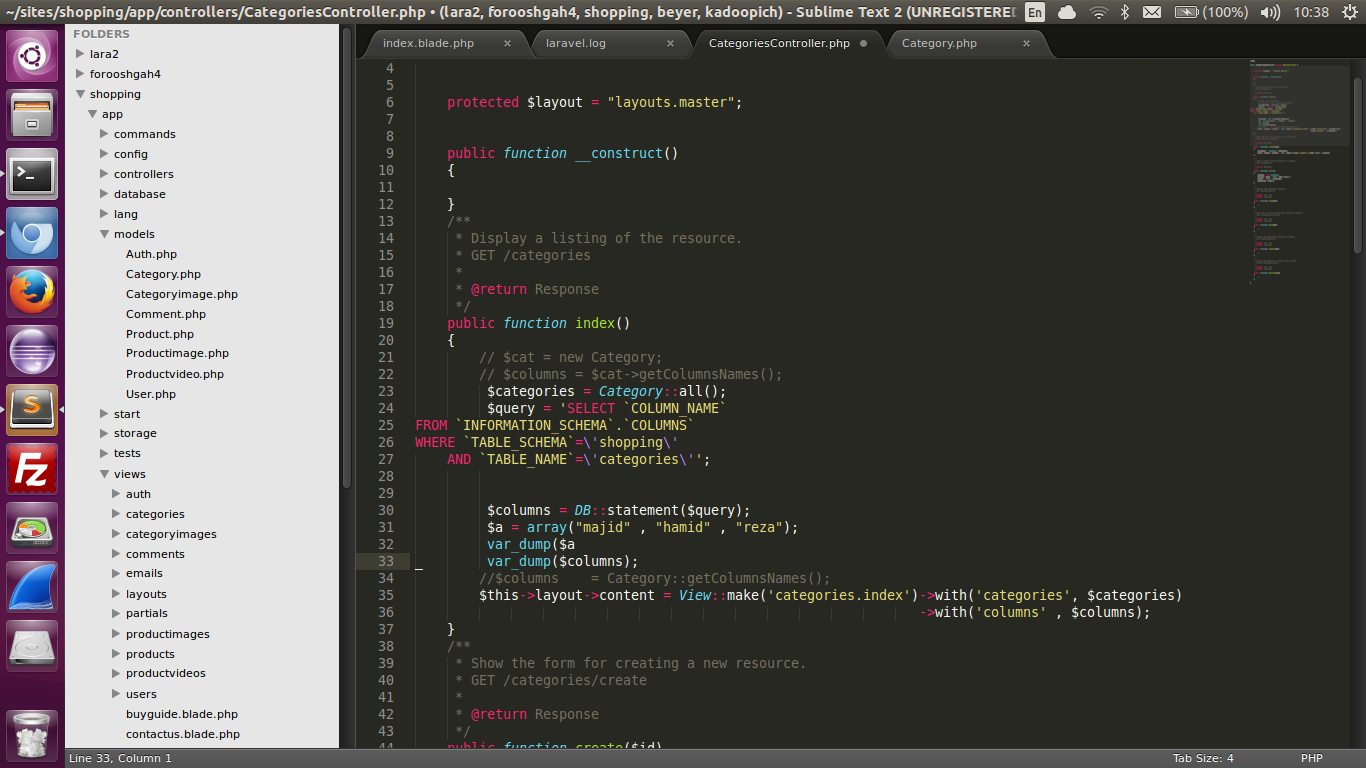 ~/sites/shopping/app/controllers/CategoriesController.php • (lara2, forooshgah4, shopping, beyer, kadoopich) - Sublime Text 2 (UNREGISTERED
En
(100%)
10:38
FOLDERS
lara2
forooshgah4
shopping
app
commands
config
controllers
database
lang
models
Auth.php
Category.php
Categoryimage.php
Comment.php
Product.php
Productimage.php
Productvideo.php
User.php
start
storage
tests
views
auth
categories
categoryimages
comments
emails
layouts
partials
productimages
products
productvideos
users
buyguide.blade.php
contactus.blade.php
index.blade.php × laravel.log × CategoriesController.php Category.php ×
4
5
6 protected $layout = "layouts.master";
7
8
9 public function __construct()
10 {
11
12 }
13 /**
14 * Display a listing of the resource.
15 * GET /categories
16 *
17 * @return Response
18 */
19 public function index()
20 {
21 // $cat = new Category;
22 // $columns = $cat->getColumnsNames();
23 $categories = Category::all();
24 $query = 'SELECT `COLUMN_NAME`
25 FROM `INFORMATION_SCHEMA`.`COLUMNS`
26 WHERE `TABLE_SCHEMA`=\'shopping\'
27 AND `TABLE_NAME`=\'categories\'';
28
29
30 $columns = DB::statement($query);
31 $a = array("majid" , "hamid" , "reza");
32 var_dump($a
33 var_dump($columns);
34 //$columns    = Category::getColumnsNames();
35 $this->layout->content = View::make('categories.index')->with('categories', $categories)
36 ->with('columns' , $columns);
37 }
38 /**
39 * Show the form for creating a new resource.
40 * GET /categories/create
41 *
42 * @return Response
43 */
44 public function create($id)
Line 33, Column 1
Tab Size: 4
PHP